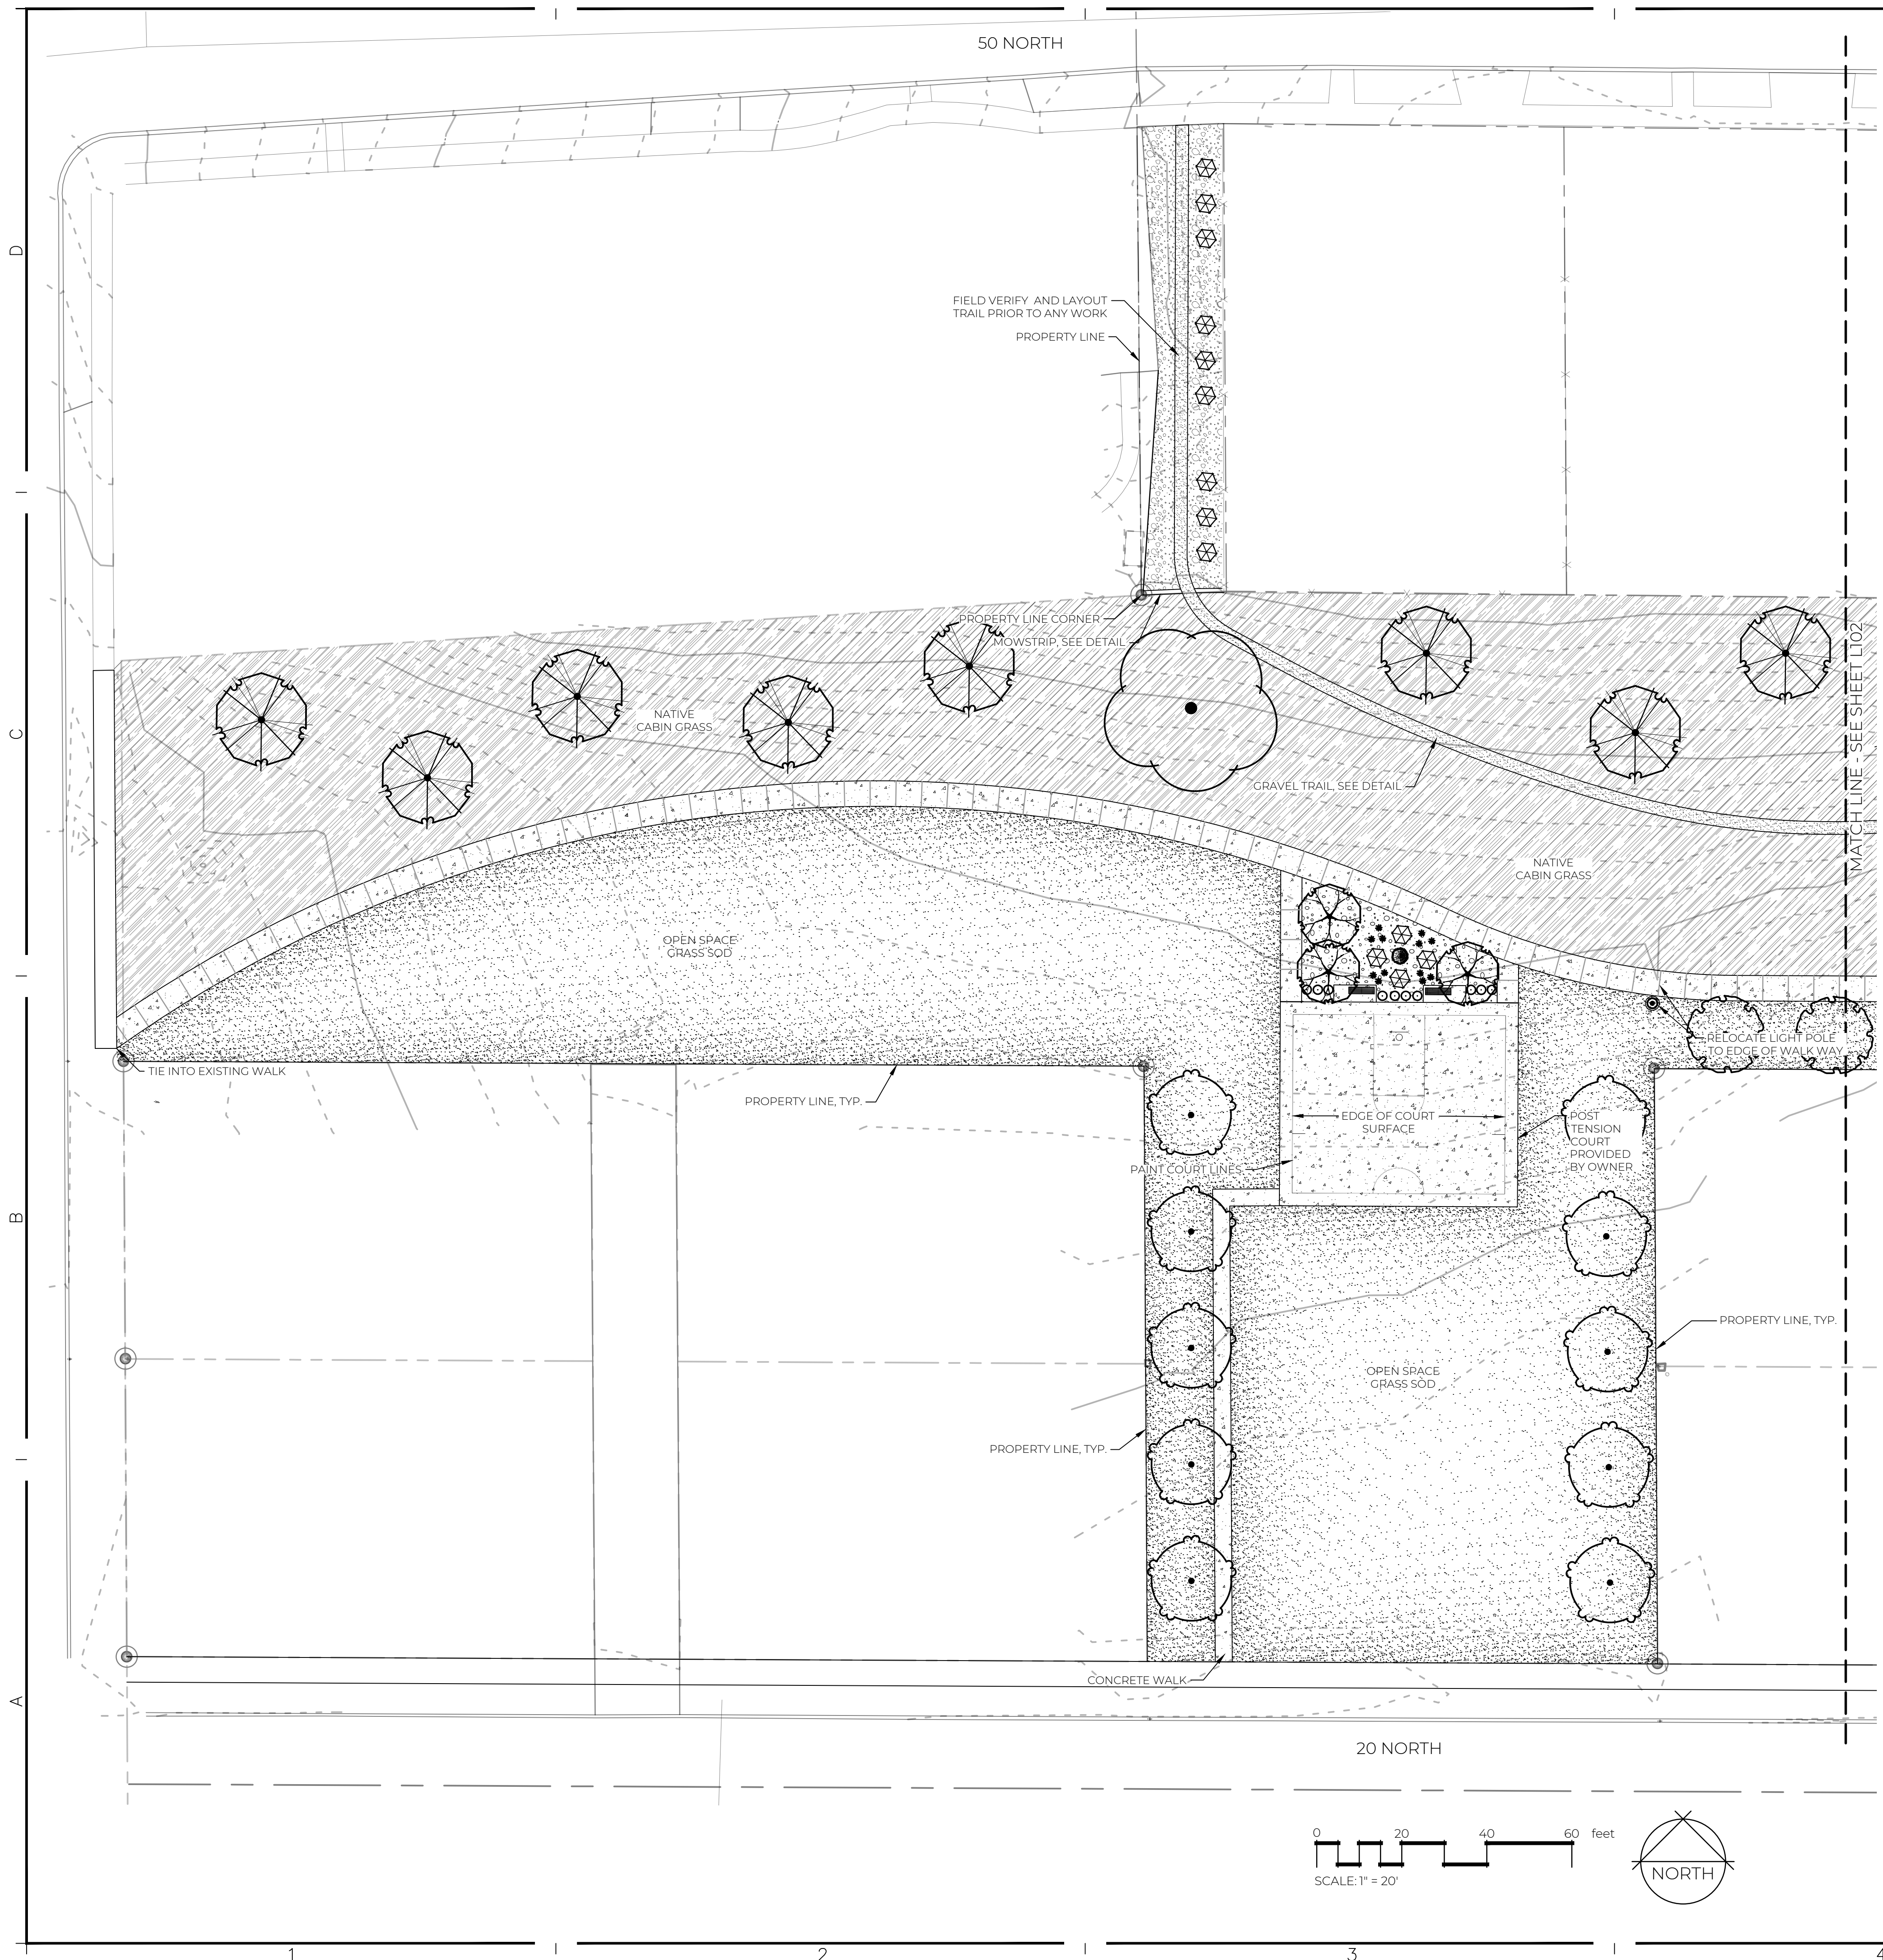 50 NORTH
D
FIELD VERIFY AND LAYOUT
TRAIL PRIOR TO ANY WORK
PROPERTY LINE
PROPERTY LINE CORNER
MOWSTRIP, SEE DETAIL
NATIVE
CABIN GRASS
C
MATCH LINE - SEE SHEET L102
GRAVEL TRAIL, SEE DETAIL
NATIVE
CABIN GRASS
OPEN SPACE
GRASS SOD
RELOCATE LIGHT POLE
TO EDGE OF WALK WAY
TIE INTO EXISTING WALK
PROPERTY LINE, TYP.
EDGE OF COURT
SURFACE
POST
TENSION
COURT
PROVIDED
BY OWNER
PAINT COURT LINES
B
PROPERTY LINE, TYP.
OPEN SPACE
GRASS SOD
PROPERTY LINE, TYP.
CONCRETE WALK
A
20 NORTH
0 20 40 60 feet
SCALE: 1" = 20'
NORTH
1 2 3 4